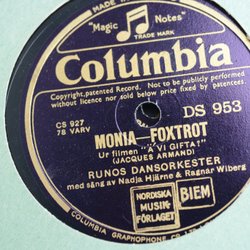 MADE IN
"Magic Notes"
TRADE MARK
Columbia
Copyright, patented Record. Not to be publicly performed
without licence nor sold below price fixed by patentees.
CS 927
78 VARV
DS 953
MONIA—FOXTROT
Ur filmen "Ä VI GIFTA?"
(JACQUES ARMAND)
RUNOS DANSORKESTER
med sång av Nadja Hjärne & Ragnar Wiberg
NORDISKA
MUSIK
FÖRLAGET
BIEM
COLUMBIA GRAPHOPHONE CO